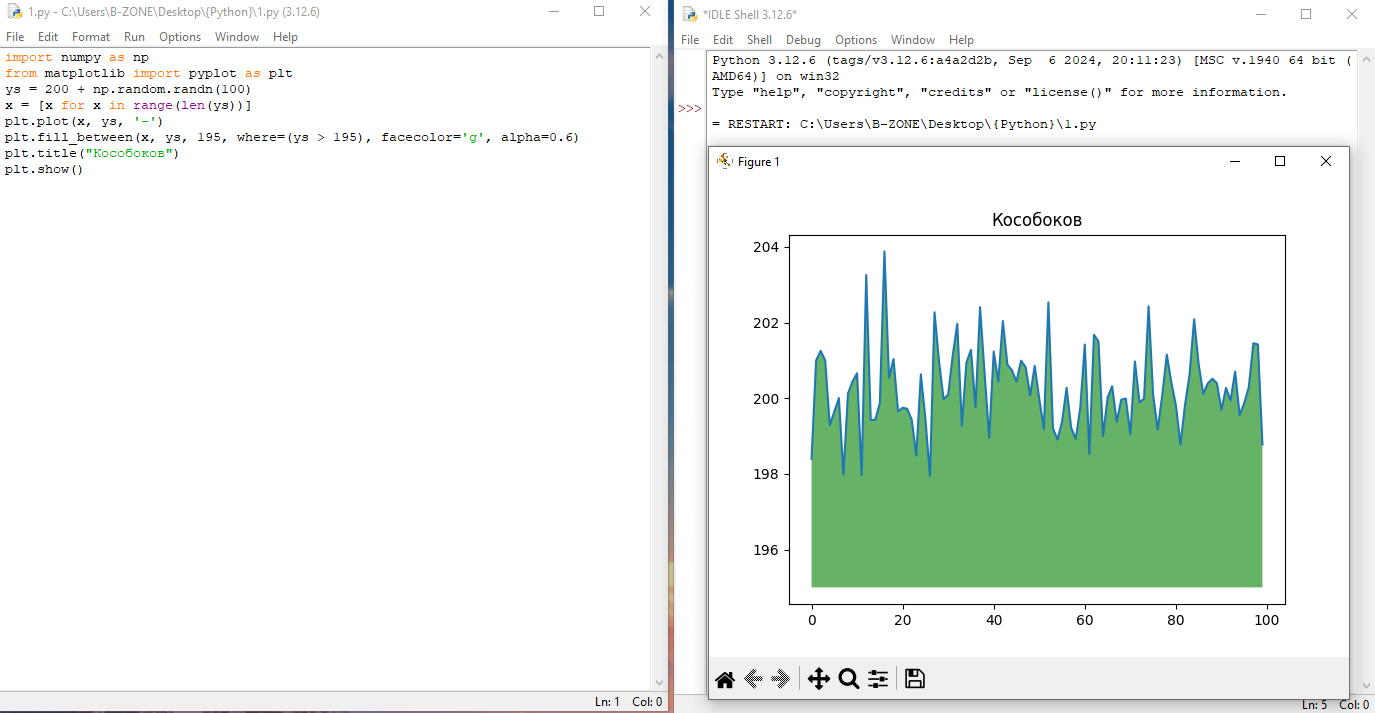 1.py - C:\Users\B-ZONE\Desktop\{Python}\1.py (3.12.6)
File Edit Format Run Options Window Help
import numpy as np
from matplotlib import pyplot as plt
ys = 200 + np.random.randn(100)
x = [x for x in range(len(ys))]
plt.plot(x, ys, '-')
plt.fill_between(x, ys, 195, where=(ys > 195), facecolor='g', alpha=0.6)
plt.title("Кособоков")
plt.show()
Ln: 1 Col: 0
*IDLE Shell 3.12.6*
File Edit Shell Debug Options Window Help
Python 3.12.6 (tags/v3.12.6:a4a2d2b, Sep  6 2024, 20:11:23) [MSC v.1940 64 bit (
AMD64)] on win32
Type "help", "copyright", "credits" or "license()" for more information.
>>>
= RESTART: C:\Users\B-ZONE\Desktop\{Python}\1.py
Figure 1
Кособоков
204
202
200
198
196
0 20 40 60 80 100
Ln: 5 Col: 0